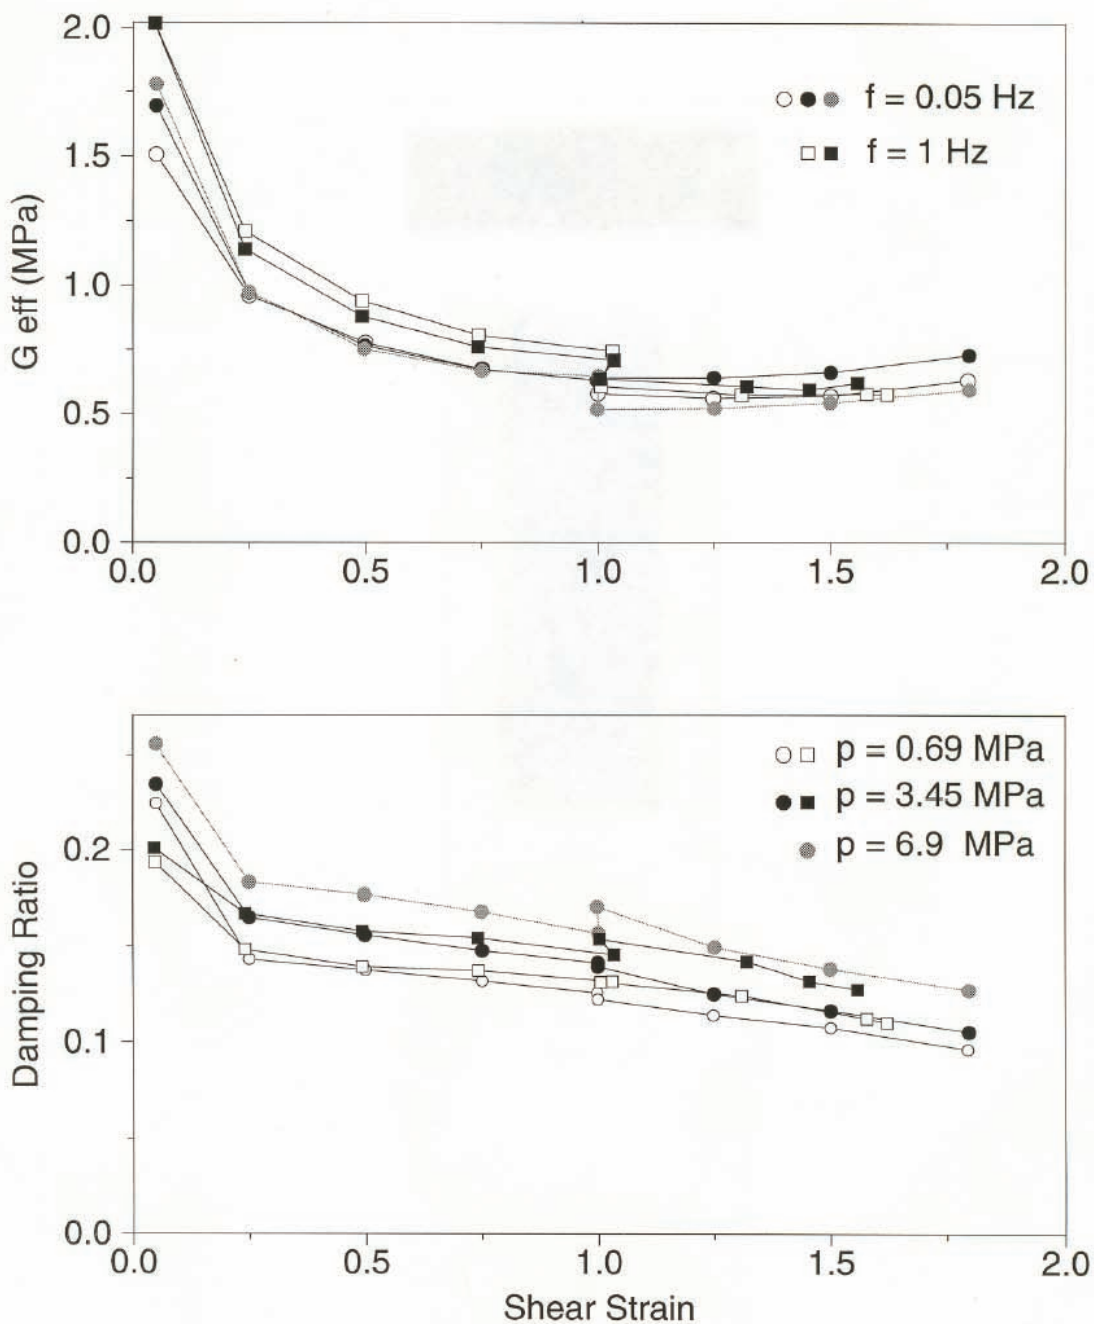 2.0
1.5
1.0
0.5
0.0
G eff (MPa)
f = 0.05 Hz
f = 1 Hz
0.0 0.5 1.0 1.5 2.0
0.2
0.1
0.0
Damping Ratio
p = 0.69 MPa
p = 3.45 MPa
p = 6.9 MPa
0.0 0.5 1.0 1.5 2.0
Shear Strain